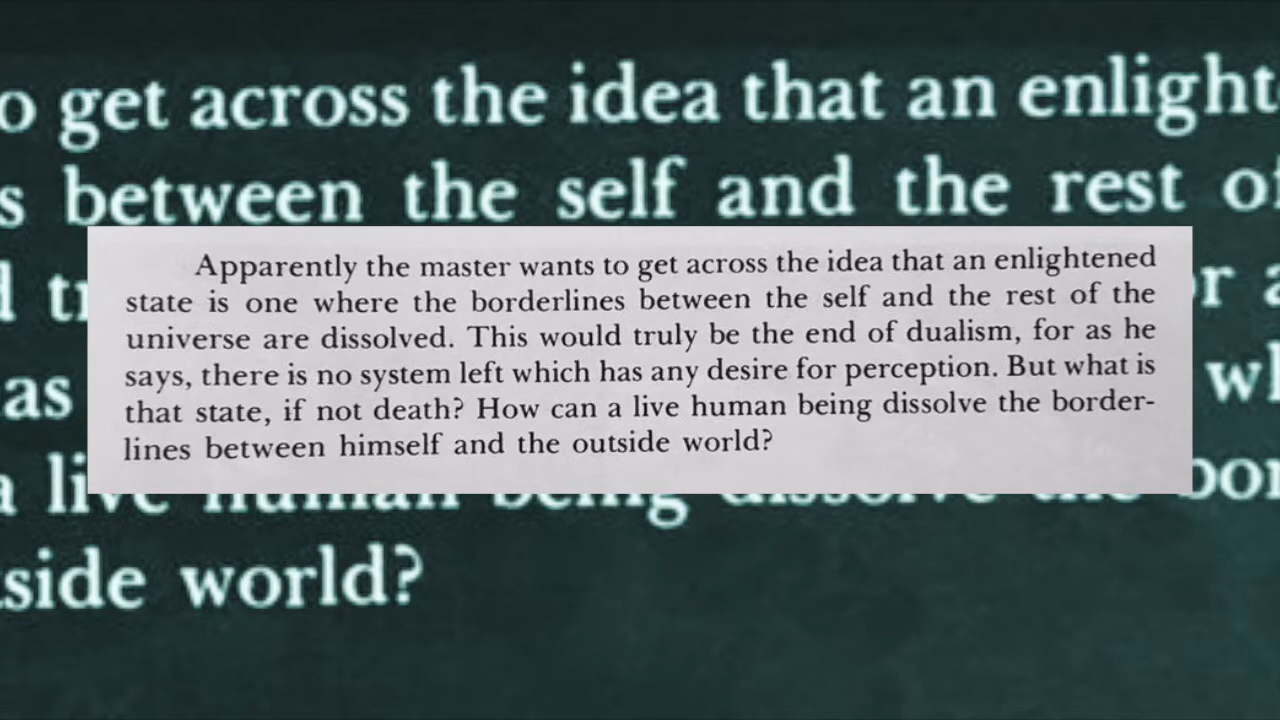 o get across the idea that an enlight
s between the self and the rest of
Apparently the master wants to get across the idea that an enlightened
state is one where the borderlines between the self and the rest of the
universe are dissolved. This would truly be the end of dualism, for as he
says, there is no system left which has any desire for perception. But what is
that state, if not death? How can a live human being dissolve the border-
lines between himself and the outside world?
as
side world?